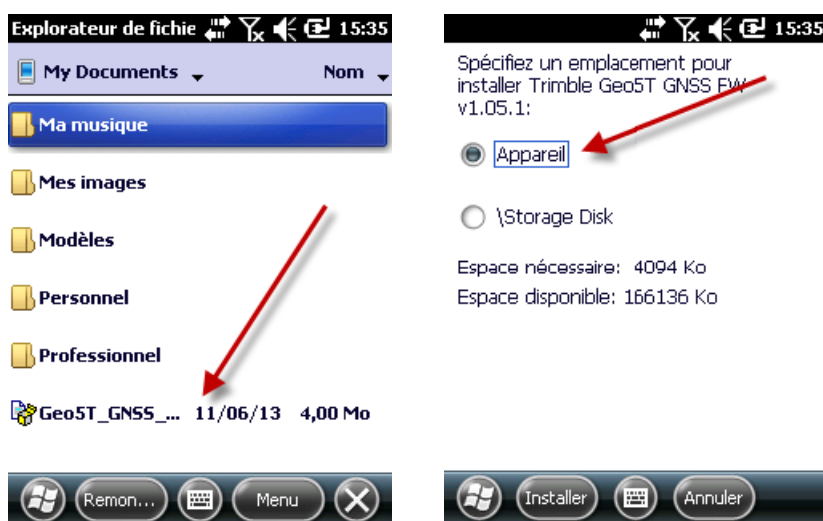 Explorateur de fichie 15:35
My Documents Nom
Ma musique
Mes images
Modèles
Personnel
Professionnel
Geo5T_GNSS_... 11/06/13 4,00 Mo
Remon... Menu
15:35
Spécifiez un emplacement pour
installer Trimble Geo5T GNSS FW
v1.05.1:
Appareil
\Storage Disk
Espace nécessaire: 4094 Ko
Espace disponible: 166136 Ko
Installer Annuler